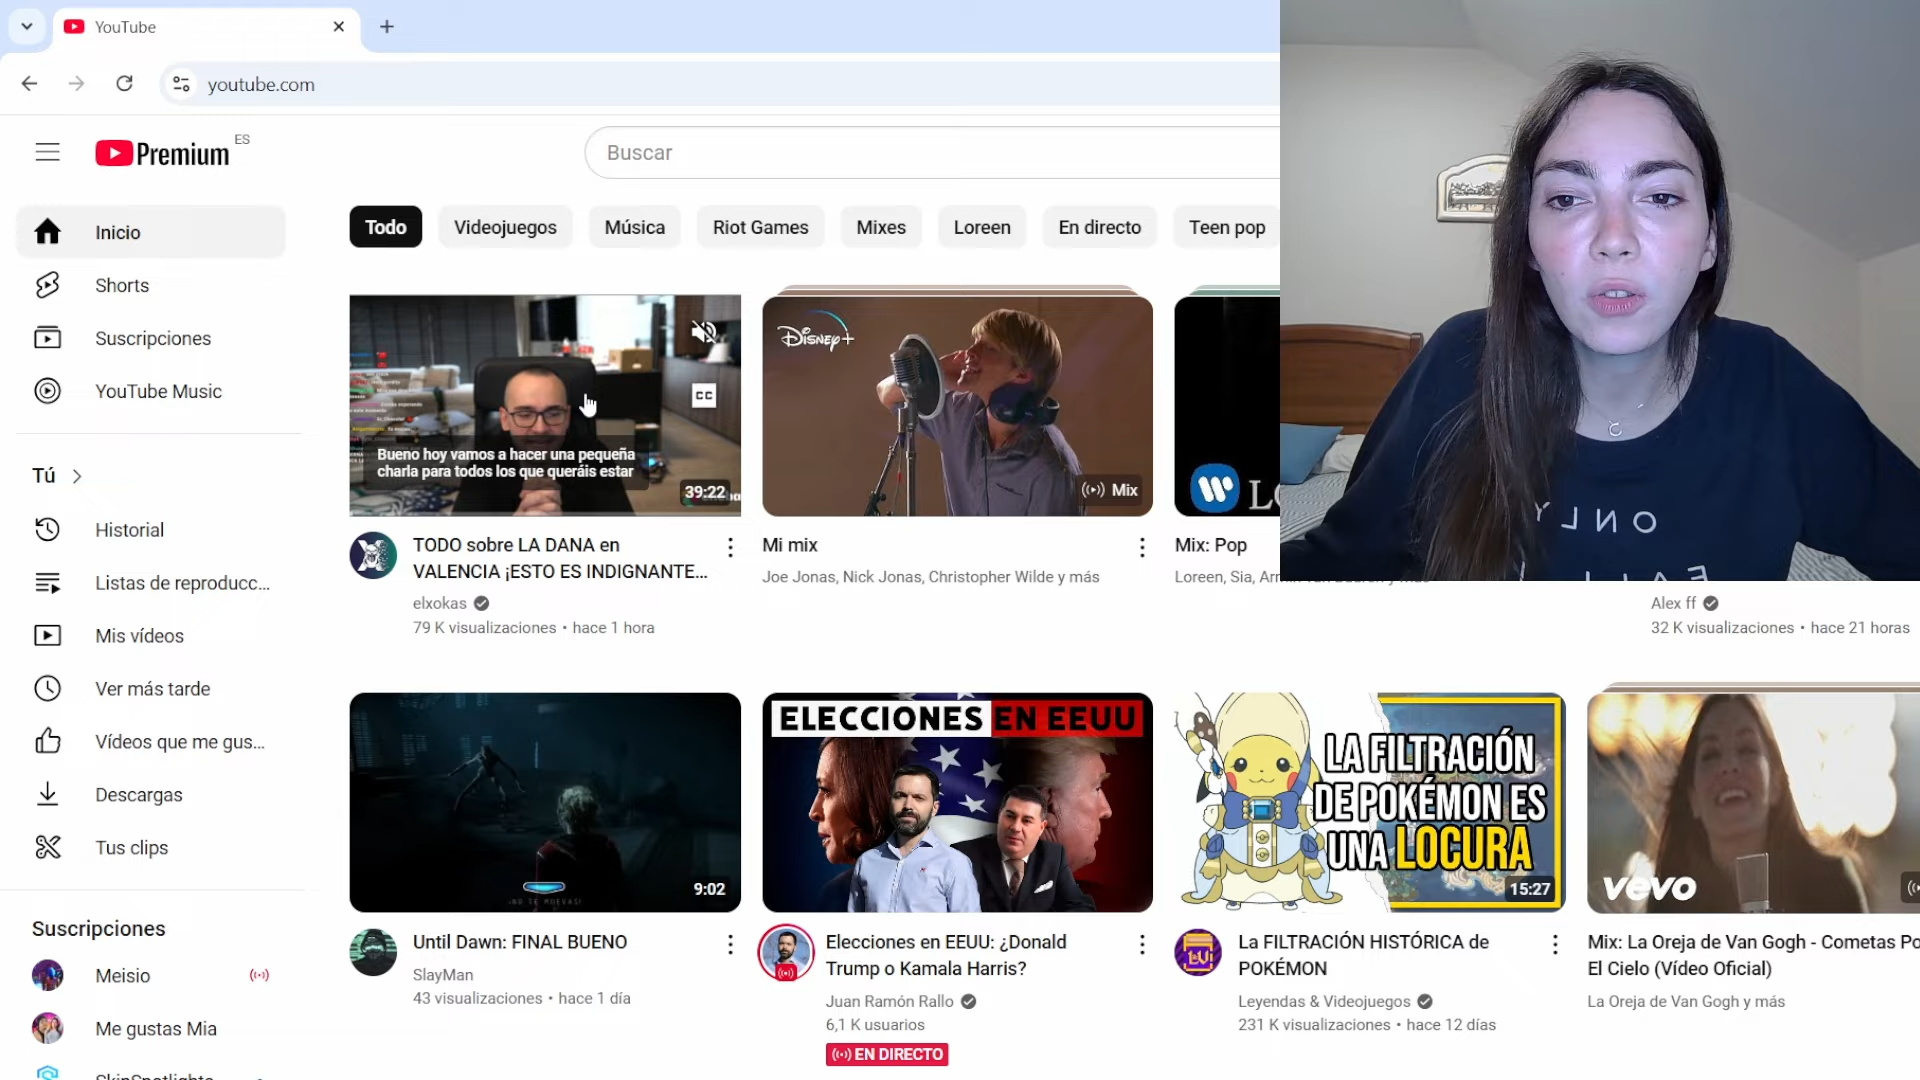 YouTube
youtube.com
Premium
ES
Buscar
Inicio
Shorts
Suscripciones
YouTube Music
Tú
Historial
Listas de reproducc...
Mis vídeos
Ver más tarde
Vídeos que me gus...
Descargas
Tus clips
Suscripciones
Meisio
Me gustas Mia
Todo
Videojuegos
Música
Riot Games
Mixes
Loreen
En directo
Teen pop
CC
Bueno hoy vamos a hacer una pequeña
charla para todos los que queráis estar
39:22
TODO sobre LA DANA en
VALENCIA ¡ESTO ES INDIGNANTE...
elxokas
79 K visualizaciones • hace 1 hora
Disney+
Mix
Mi mix
Joe Jonas, Nick Jonas, Christopher Wilde y más
Mix: Pop
Loreen, Sia,
ONLY
Alex ff
32 K visualizaciones • hace 21 horas
¡NO TE MUEVAS!
9:02
Until Dawn: FINAL BUENO
SlayMan
43 visualizaciones • hace 1 día
ELECCIONES EN EEUU
Elecciones en EEUU: ¿Donald
Trump o Kamala Harris?
Juan Ramón Rallo
6,1 K usuarios
EN DIRECTO
LA FILTRACIÓN
DE POKÉMON ES
UNA LOCURA
15:27
La FILTRACIÓN HISTÓRICA de
POKÉMON
Leyendas & Videojuegos
231 K visualizaciones • hace 12 días
vevo
Mix: La Oreja de Van Gogh - Cometas Po
El Cielo (Vídeo Oficial)
La Oreja de Van Gogh y más